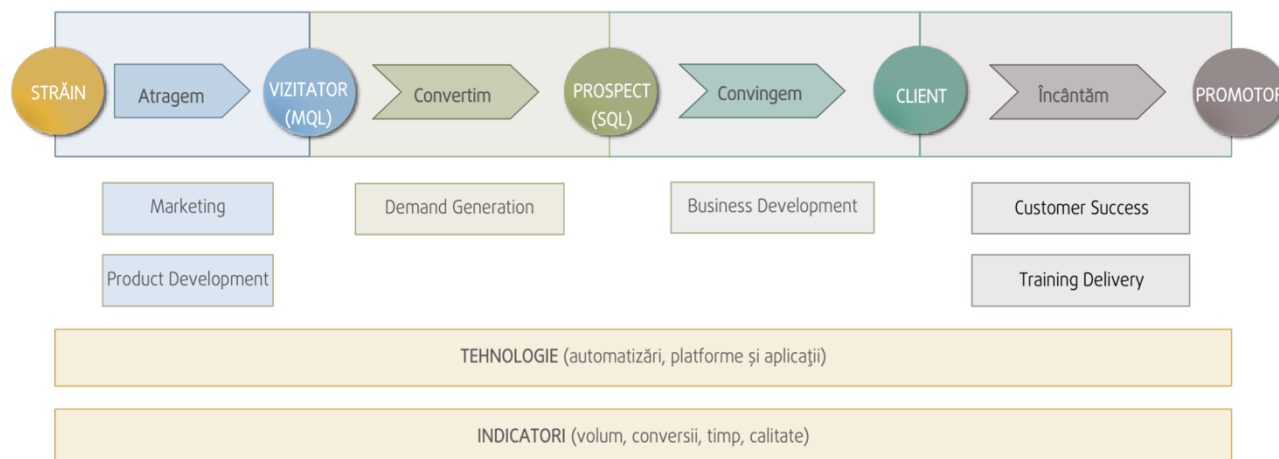 STRĂIN
Atragem
VIZITATOR
(MQL)
Convertim
PROSPECT
(SQL)
Convingem
CLIENT
Încântăm
PROMOTOR
Marketing
Demand Generation
Business Development
Customer Success
Product Development
Training Delivery
TEHNOLOGIE (automatizări, platforme și aplicații)
INDICATORI (volum, conversii, timp, calitate)